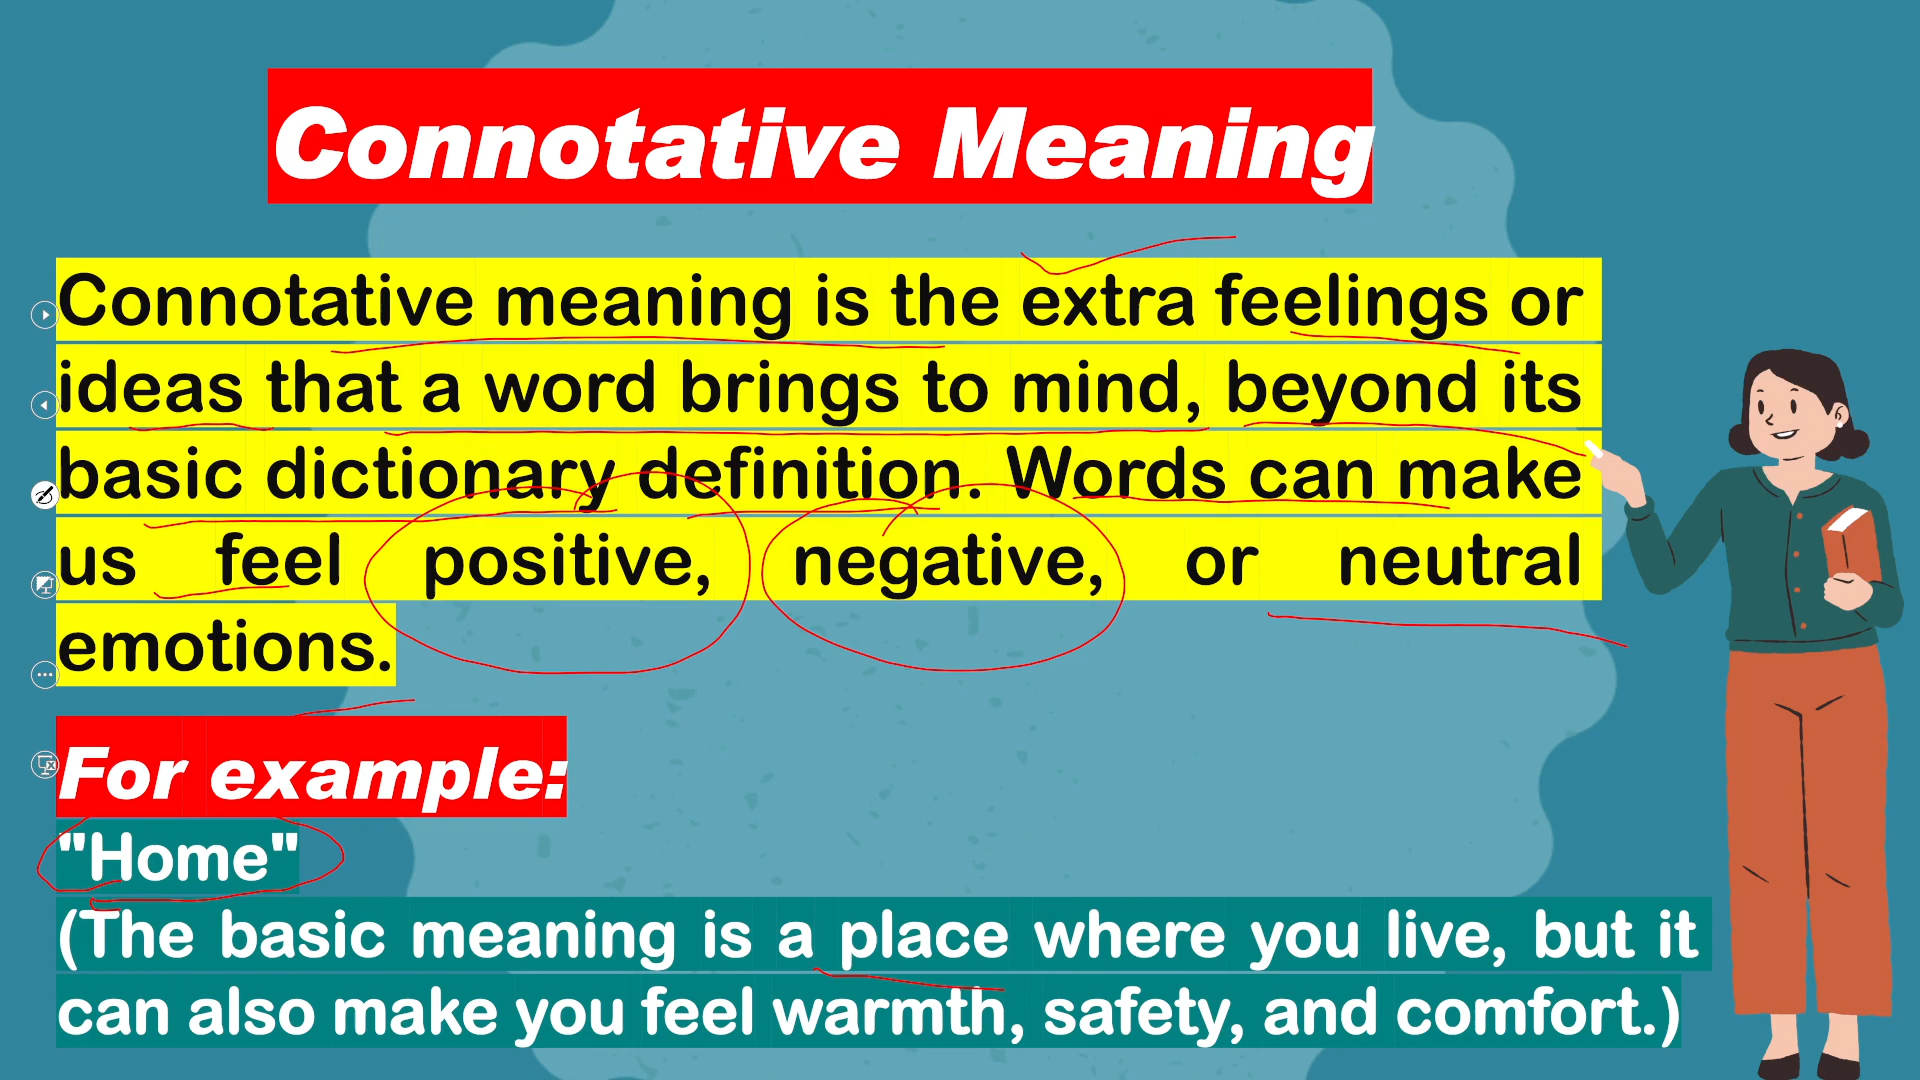 Connotative Meaning
Connotative meaning is the extra feelings or
ideas that a word brings to mind, beyond its
basic dictionary definition. Words can make
us feel positive, negative, or neutral
emotions.
For example:
"Home"
(The basic meaning is a place where you live, but it
can also make you feel warmth, safety, and comfort.)